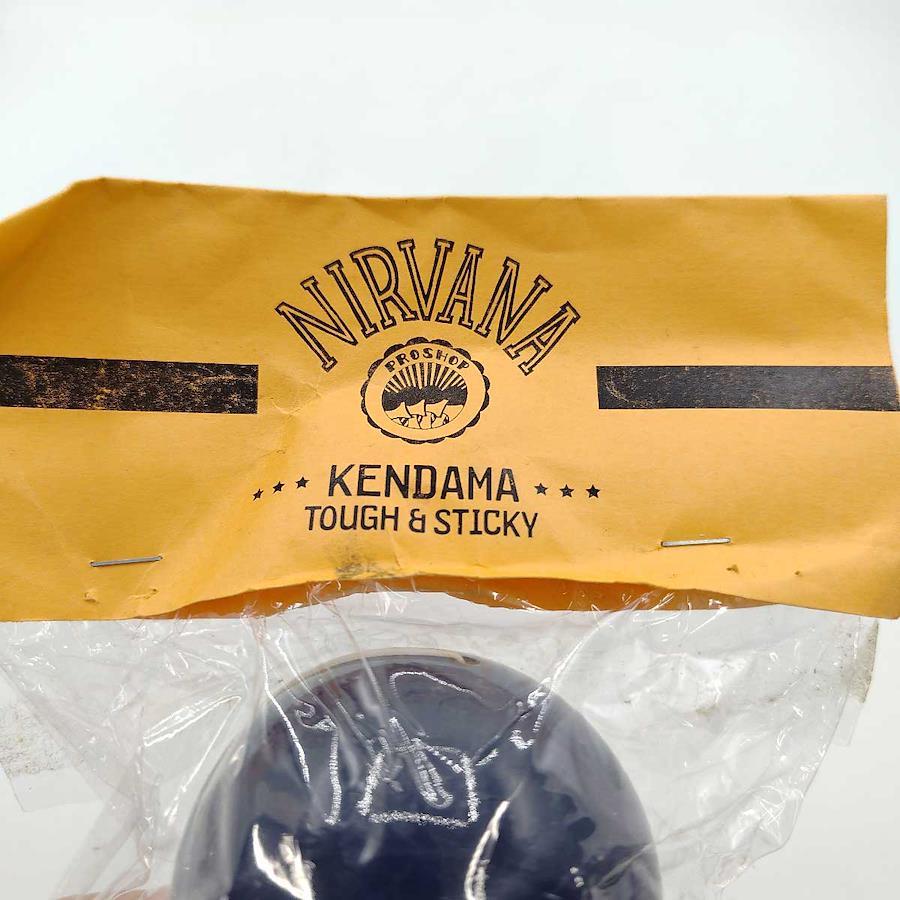 NIRVANA
PROSHOP
KENDAMA
TOUGH & STICKY